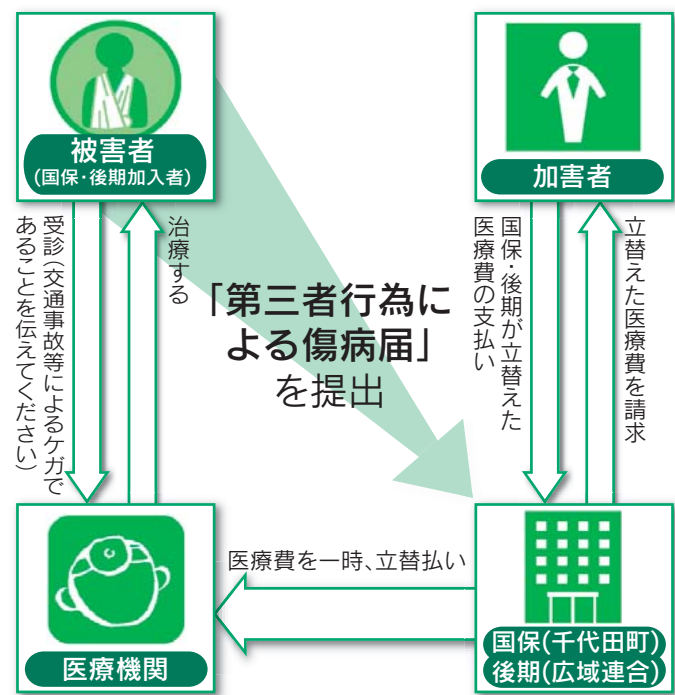 被害者
(国保・後期加入者)
加害者
受診(交通事故等によるケガで
あることを伝えてください)
治療する
「第三者行為に
よる傷病届」
を提出
国保・後期が立替えた
医療費の支払い
立替えた医療費を請求
医療費を一時、立替払い
医療機関
国保(千代田町)
後期(広域連合)